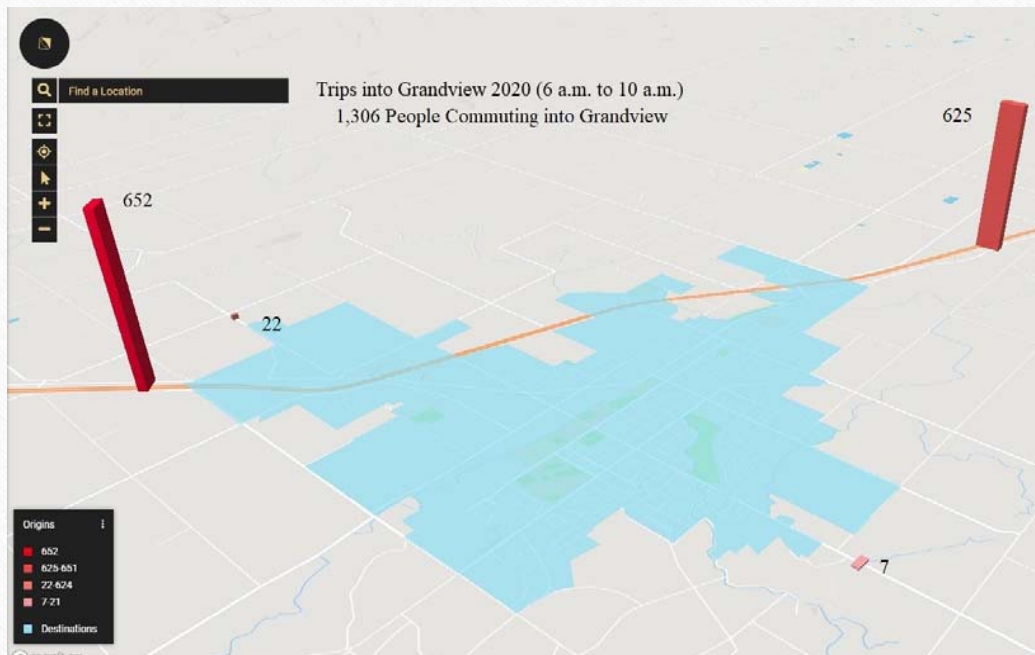 Find a Location
Trips into Grandview 2020 (6 a.m. to 10 a.m.)
1,306 People Commuting into Grandview
625
652
22
7
Origins
652
625-651
22-624
7-21
Destinations